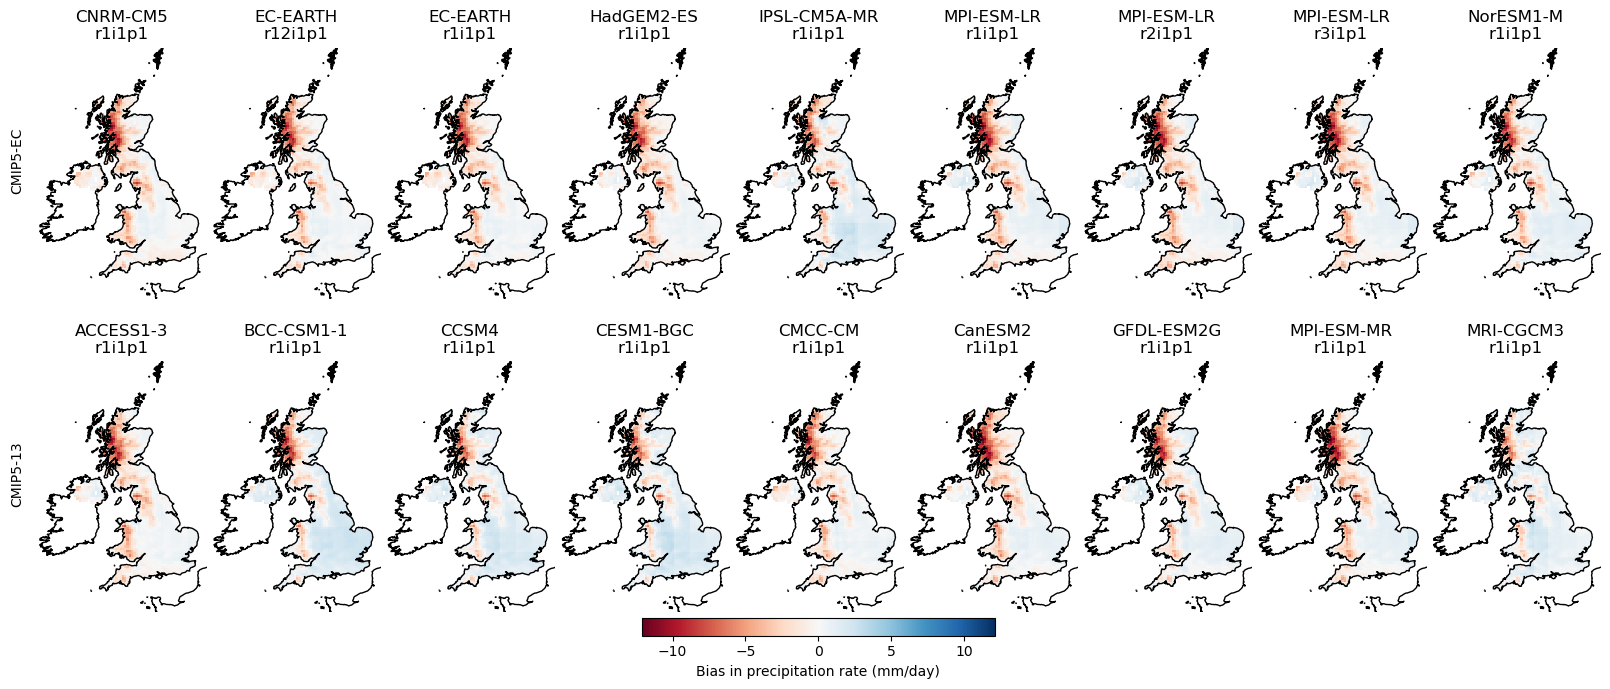 CNRM-CM5
r1i1p1
EC-EARTH
r12i1p1
EC-EARTH
r1i1p1
HadGEM2-ES
r1i1p1
IPSL-CM5A-MR
r1i1p1
MPI-ESM-LR
r1i1p1
MPI-ESM-LR
r2i1p1
MPI-ESM-LR
r3i1p1
NorESM1-M
r1i1p1
CMIP5-EC
ACCESS1-3
r1i1p1
BCC-CSM1-1
r1i1p1
CCSM4
r1i1p1
CESM1-BGC
r1i1p1
CMCC-CM
r1i1p1
CanESM2
r1i1p1
GFDL-ESM2G
r1i1p1
MPI-ESM-MR
r1i1p1
MRI-CGCM3
r1i1p1
CMIP5-13
−10 −5 0 5 10
Bias in precipitation rate (mm/day)